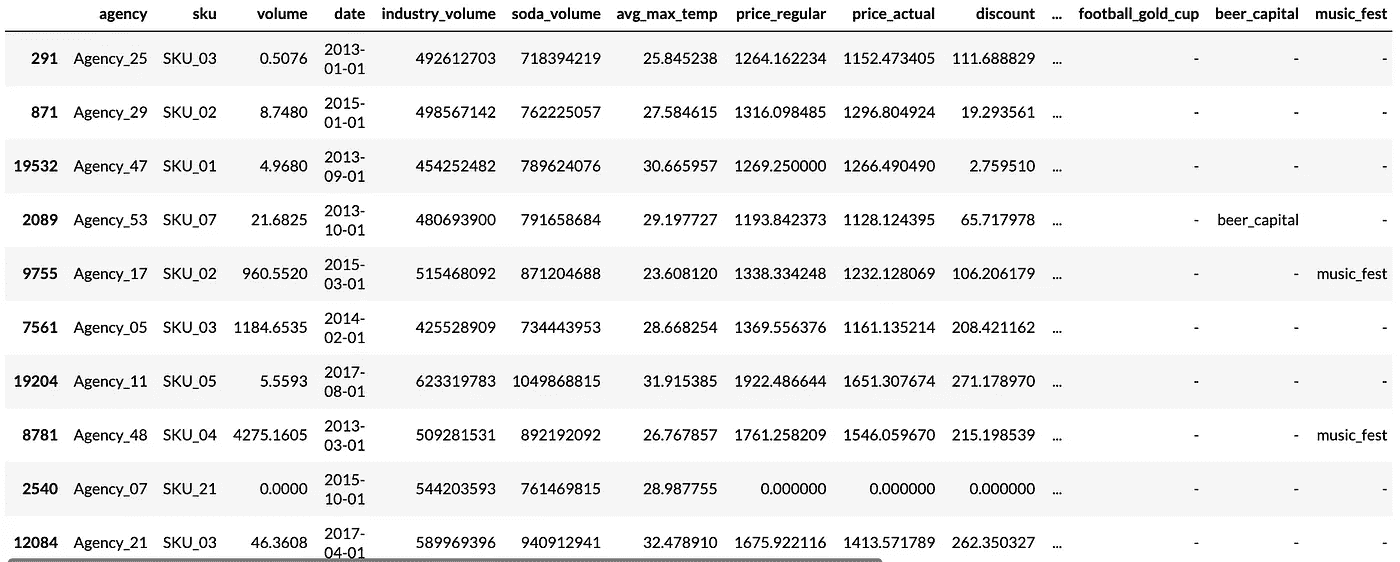 agency sku volume date industry_volume soda_volume avg_max_temp price_regular price_actual discount ... football_gold_cup beer_capital music_fest
291 Agency_25 SKU_03 0.5076 2013-01-01 492612703 718394219 25.845238 1264.162234 1152.473405 111.688829 ... - - -
871 Agency_29 SKU_02 8.7480 2015-01-01 498567142 762225057 27.584615 1316.098485 1296.804924 19.293561 ... - - -
19532 Agency_47 SKU_01 4.9680 2013-09-01 454252482 789624076 30.665957 1269.250000 1266.490490 2.759510 ... - - -
2089 Agency_53 SKU_07 21.6825 2013-10-01 480693900 791658684 29.197727 1193.842373 1128.124395 65.717978 ... - beer_capital -
9755 Agency_17 SKU_02 960.5520 2015-03-01 515468092 871204688 23.608120 1338.334248 1232.128069 106.206179 ... - - music_fest
7561 Agency_05 SKU_03 1184.6535 2014-02-01 425528909 734443953 28.668254 1369.556376 1161.135214 208.421162 ... - - -
19204 Agency_11 SKU_05 5.5593 2017-08-01 623319783 1049868815 31.915385 1922.486644 1651.307674 271.178970 ... - - -
8781 Agency_48 SKU_04 4275.1605 2013-03-01 509281531 892192092 26.767857 1761.258209 1546.059670 215.198539 ... - - music_fest
2540 Agency_07 SKU_21 0.0000 2015-10-01 544203593 761469815 28.987755 0.000000 0.000000 0.000000 ... - - -
12084 Agency_21 SKU_03 46.3608 2017-04-01 589969396 940912941 32.478910 1675.922116 1413.571789 262.350327 ... - - -